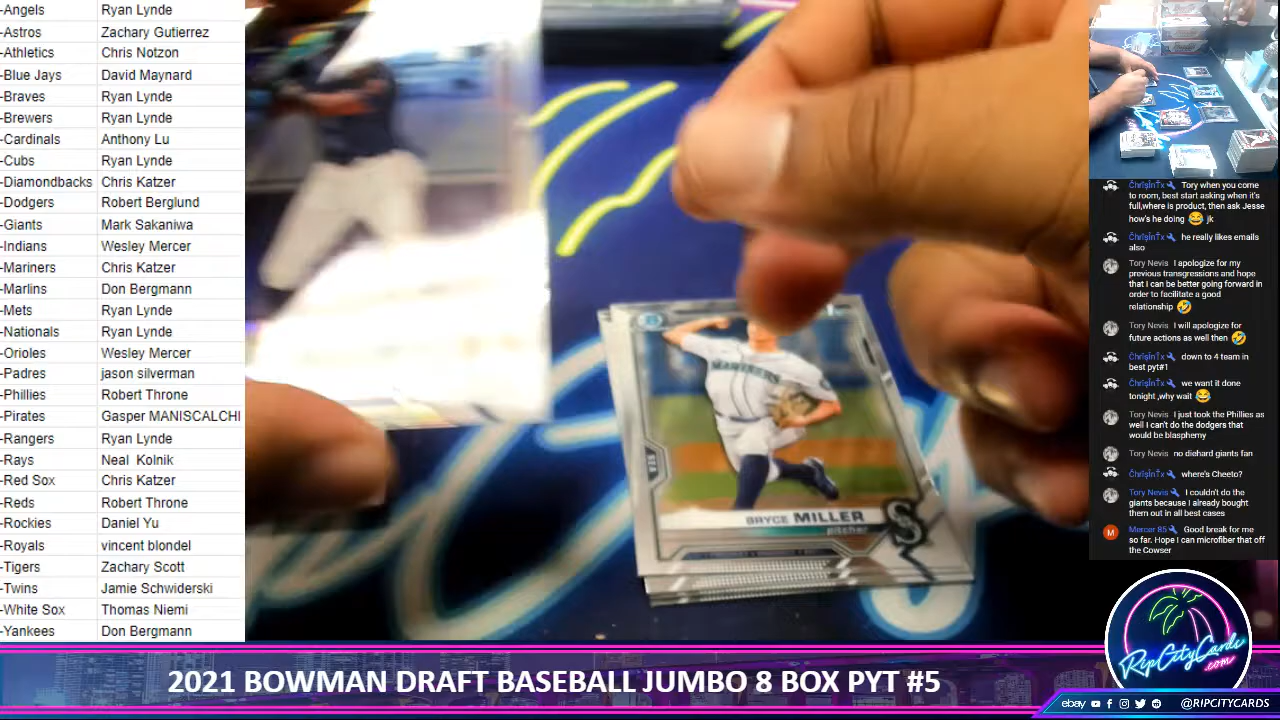 -Angels Ryan Lynde
-Astros Zachary Gutierrez
-Athletics Chris Notzon
-Blue Jays David Maynard
-Braves Ryan Lynde
-Brewers Ryan Lynde
-Cardinals Anthony Lu
-Cubs Ryan Lynde
-Diamondbacks Chris Katzer
-Dodgers Robert Berglund
-Giants Mark Sakaniwa
-Indians Wesley Mercer
-Mariners Chris Katzer
-Marlins Don Bergmann
-Mets Ryan Lynde
-Nationals Ryan Lynde
-Orioles Wesley Mercer
-Padres jason silverman
-Phillies Robert Throne
-Pirates Gasper MANISCALCHI
-Rangers Ryan Lynde
-Rays Neal Kolnik
-Red Sox Chris Katzer
-Reds Robert Throne
-Rockies Daniel Yu
-Royals vincent blondel
-Tigers Zachary Scott
-Twins Jamie Schwiderski
-White Sox Thomas Niemi
-Yankees Don Bergmann
MARINERS
BRYCE MILLER
pitcher
Tory when you come
to room, best start asking when it's
full,where is product, then ask Jesse
how's he doing 😂 jk
he really likes emails
also
Tory Nevis I apologize for my
previous transgressions and hope
that I can be better going forward in
order to facilitate a good
relationship 🤣
Tory Nevis I will apologize for
future actions as well then 🤣
down to 4 team in
best pyt#1
we want it done
tonight ,why wait 😂
Tory Nevis I just took the Phillies as
well I can't do the dodgers that
would be blasphemy
Tory Nevis no diehard giants fan
where's Cheeto?
Tory Nevis I couldn't do the
giants because I already bought
them out in all best cases
M Mercer 85 Good break for me
so far. Hope I can microfiber that off
the Cowser
RipCityCards
.com
2021 BOWMAN DRAFT BASEBALL JUMBO 8 BOX PYT #5
ebay @RIPCITYCARDS